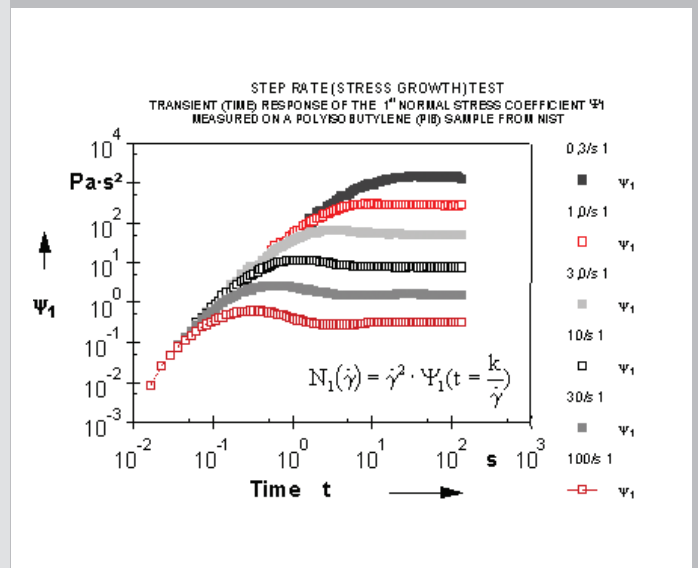 STEP RATE (STRESS GROWTH) TEST
TRANSIENT (TIME) RESPONSE OF THE 1st NORMAL STRESS COEFFICIENT Ψ1
MEASURED ON A POLYISOBUTYLENE (PIB) SAMPLE FROM NIST
10^4
Pa·s²
10^2
10^1
10^0
10^-1
10^-2
10^-3
Ψ1
10^-2 10^-1 10^0 10^1 10^2 s 10^3
Time t
N1(γ̇) = γ̇² · Ψ1(t = k/γ̇)
0,3/s 1
Ψ1
1,0/s 1
Ψ1
3,0/s 1
Ψ1
10/s 1
Ψ1
30/s 1
Ψ1
100/s 1
Ψ1